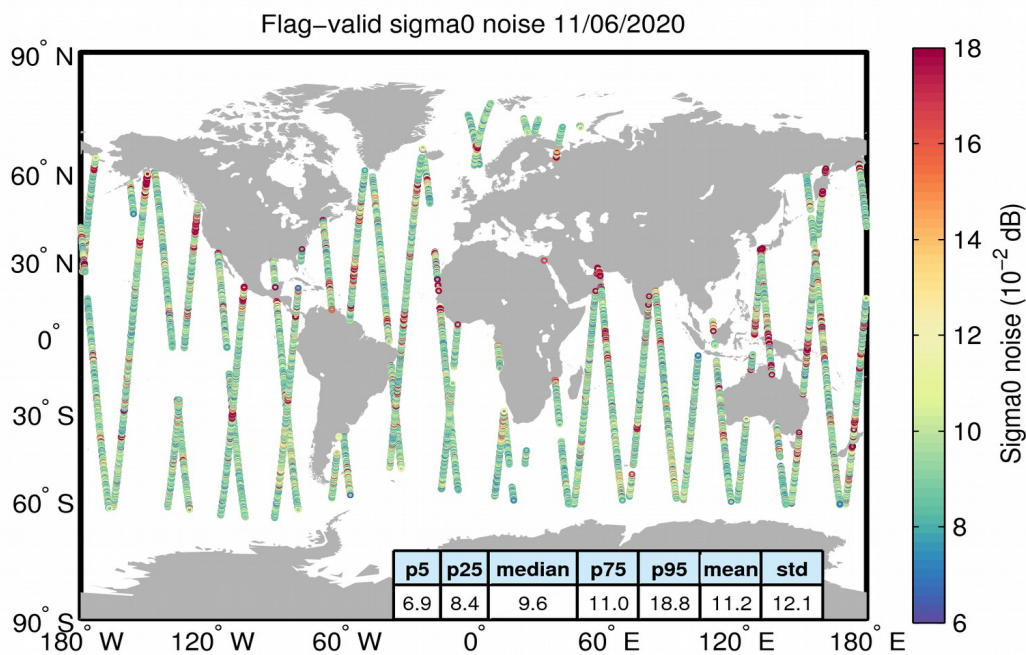 Flag−valid sigma0 noise 11/06/2020
90° N
60° N
30° N
0°
30° S
60° S
90° S
180° W
120° W
60° W
0°
60° E
120° E
180° E
p5 p25 median p75 p95 mean std
6.9 8.4 9.6 11.0 18.8 11.2 12.1
18
16
14
12
10
8
6
Sigma0 noise (10⁻² dB)